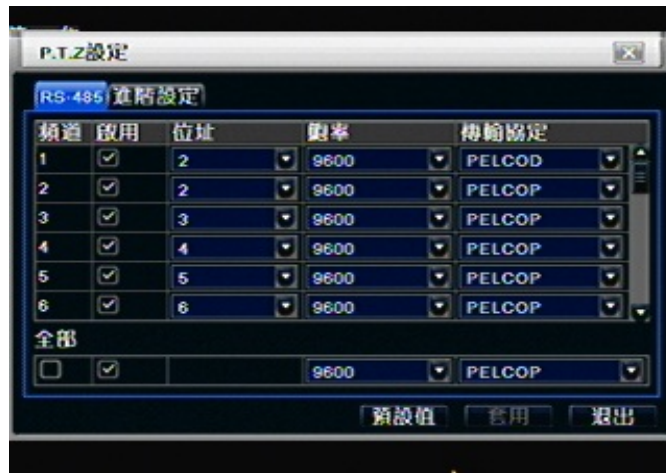 P.T.Z設定
RS-485 進階設定
頻道 啟用 位址 鮑率 傳輸協定
1 2 9600 PELCOD
2 2 9600 PELCOP
3 3 9600 PELCOP
4 4 9600 PELCOP
5 5 9600 PELCOP
6 6 9600 PELCOP
全部
9600 PELCOP
預設值 套用 退出